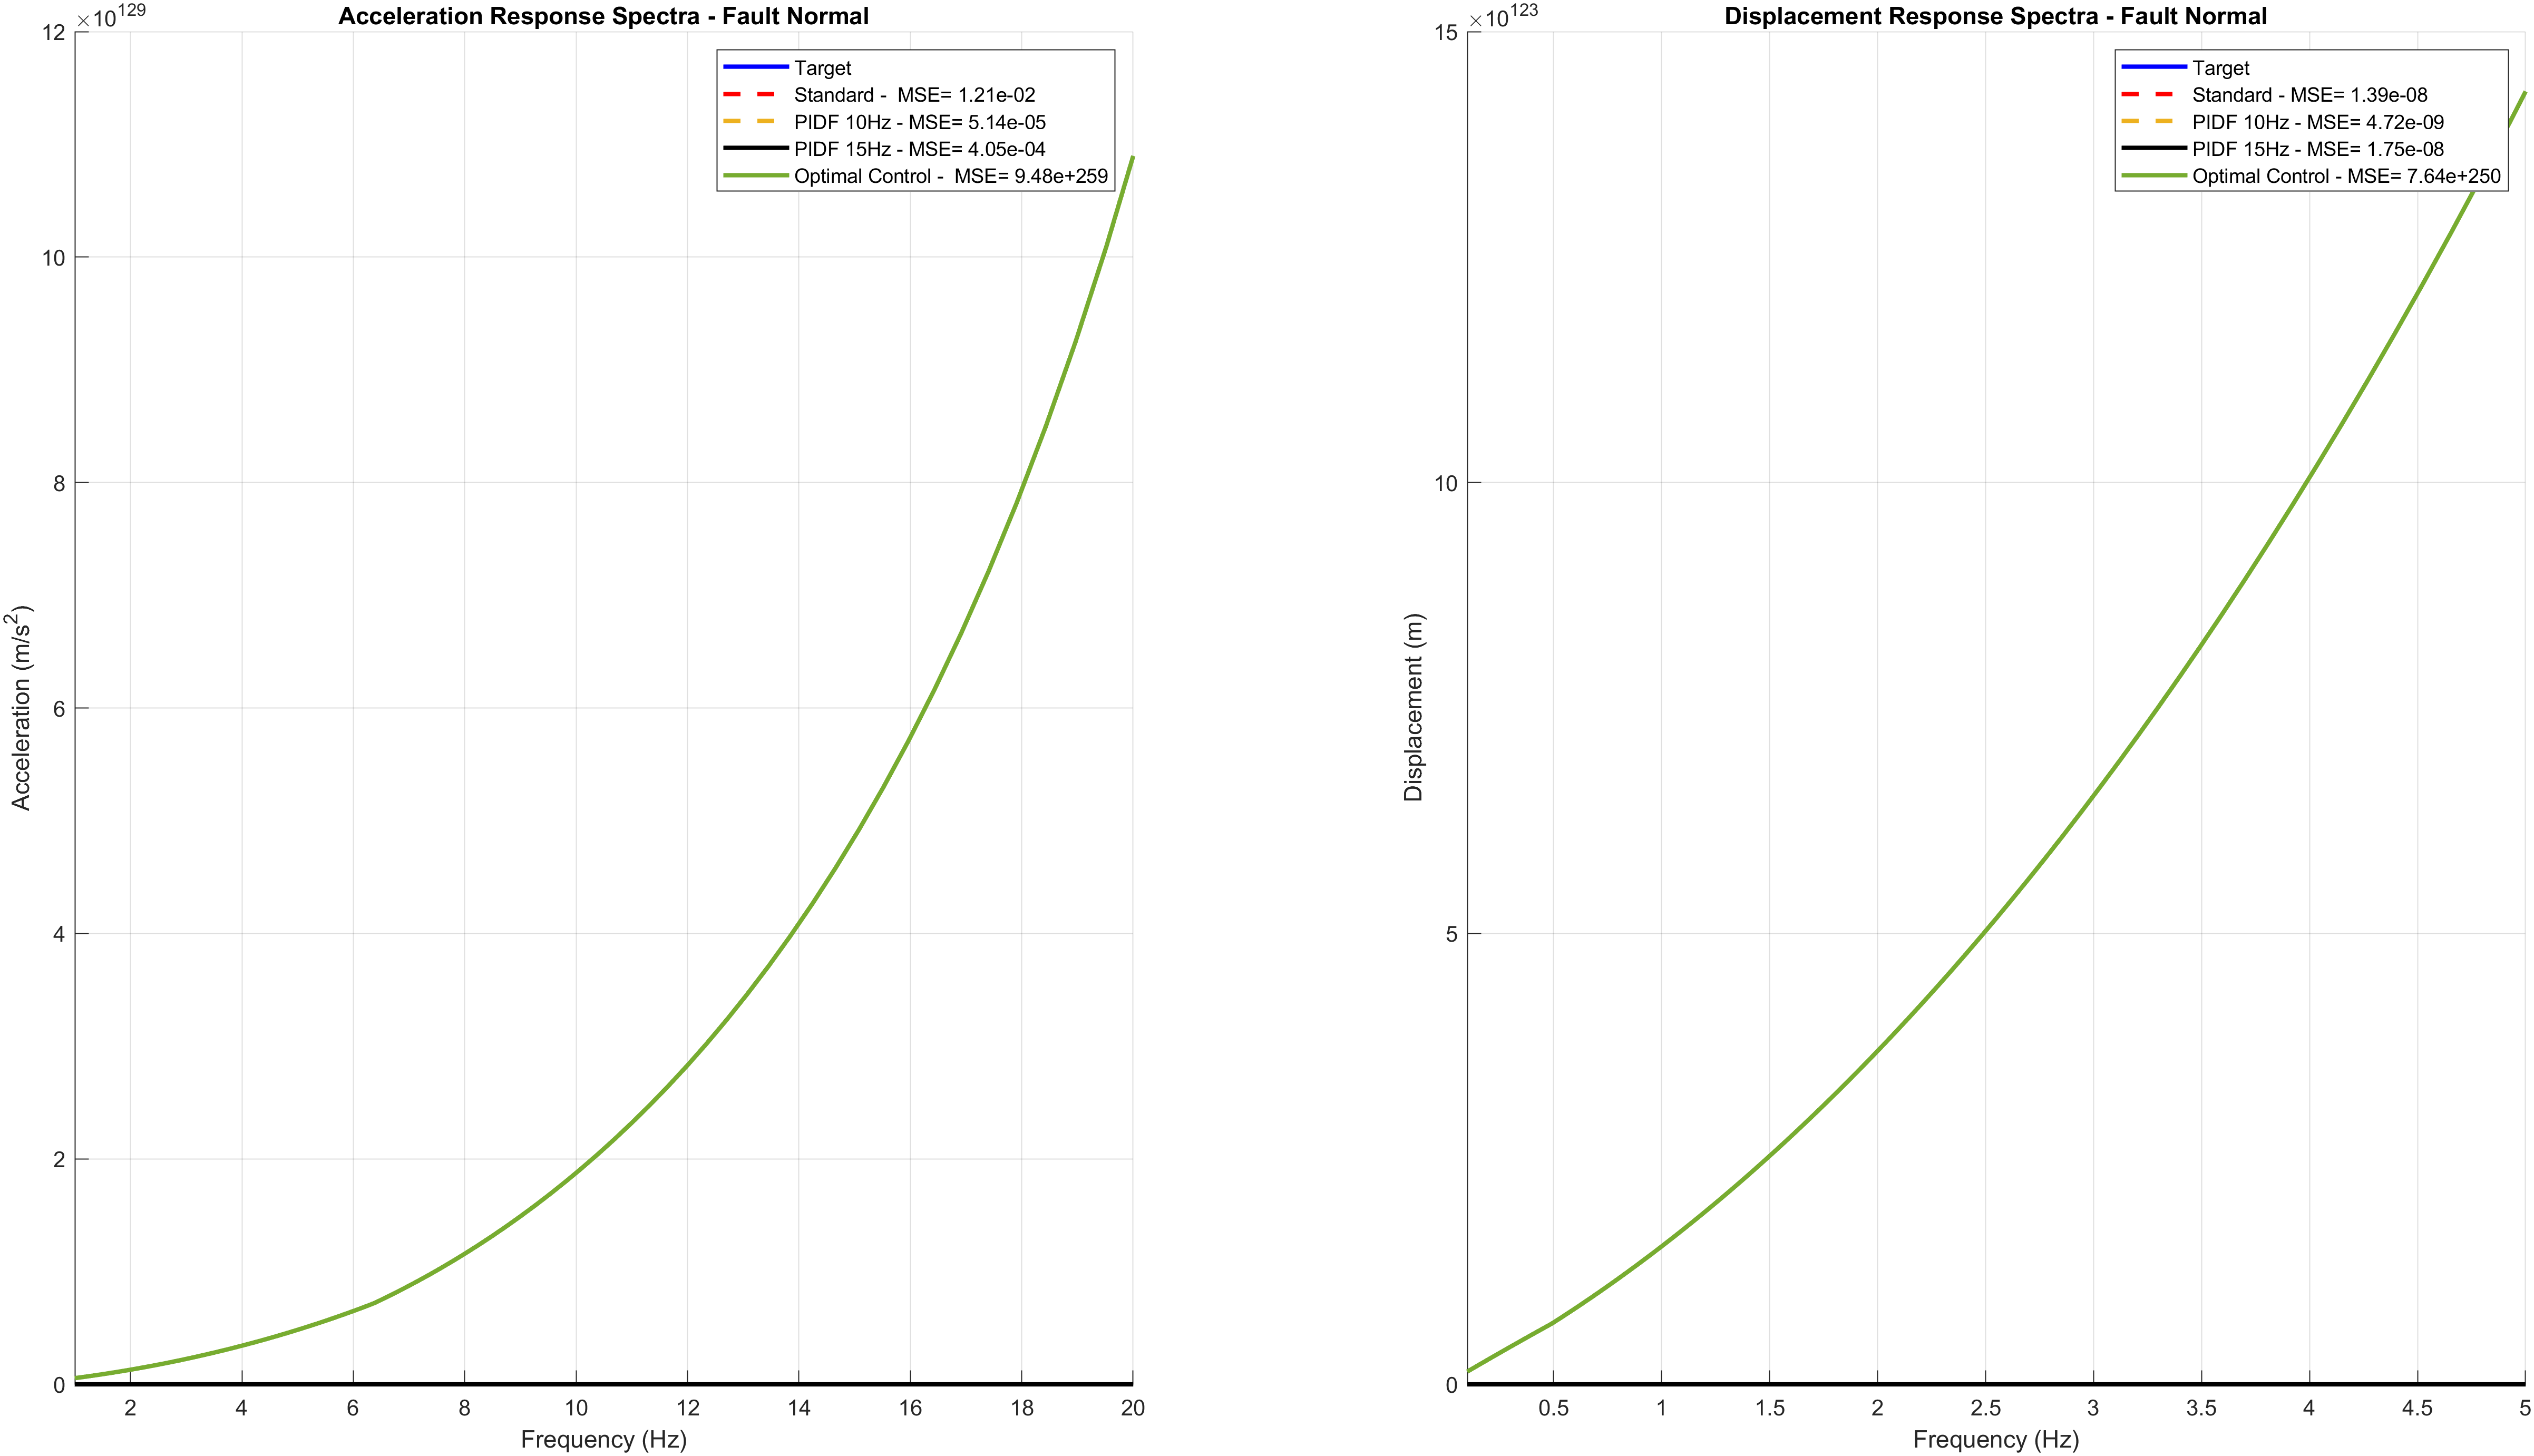 Acceleration Response Spectra - Fault Normal
×10^129
12
10
8
6
4
2
0
Acceleration (m/s^2)
Target
Standard -  MSE= 1.21e-02
PIDF 10Hz - MSE= 5.14e-05
PIDF 15Hz - MSE= 4.05e-04
Optimal Control -  MSE= 9.48e+259
2 4 6 8 10 12 14 16 18 20
Frequency (Hz)
Displacement Response Spectra - Fault Normal
×10^123
15
10
5
0
Displacement (m)
Target
Standard - MSE= 1.39e-08
PIDF 10Hz - MSE= 4.72e-09
PIDF 15Hz - MSE= 1.75e-08
Optimal Control - MSE= 7.64e+250
0.5 1 1.5 2 2.5 3 3.5 4 4.5 5
Frequency (Hz)